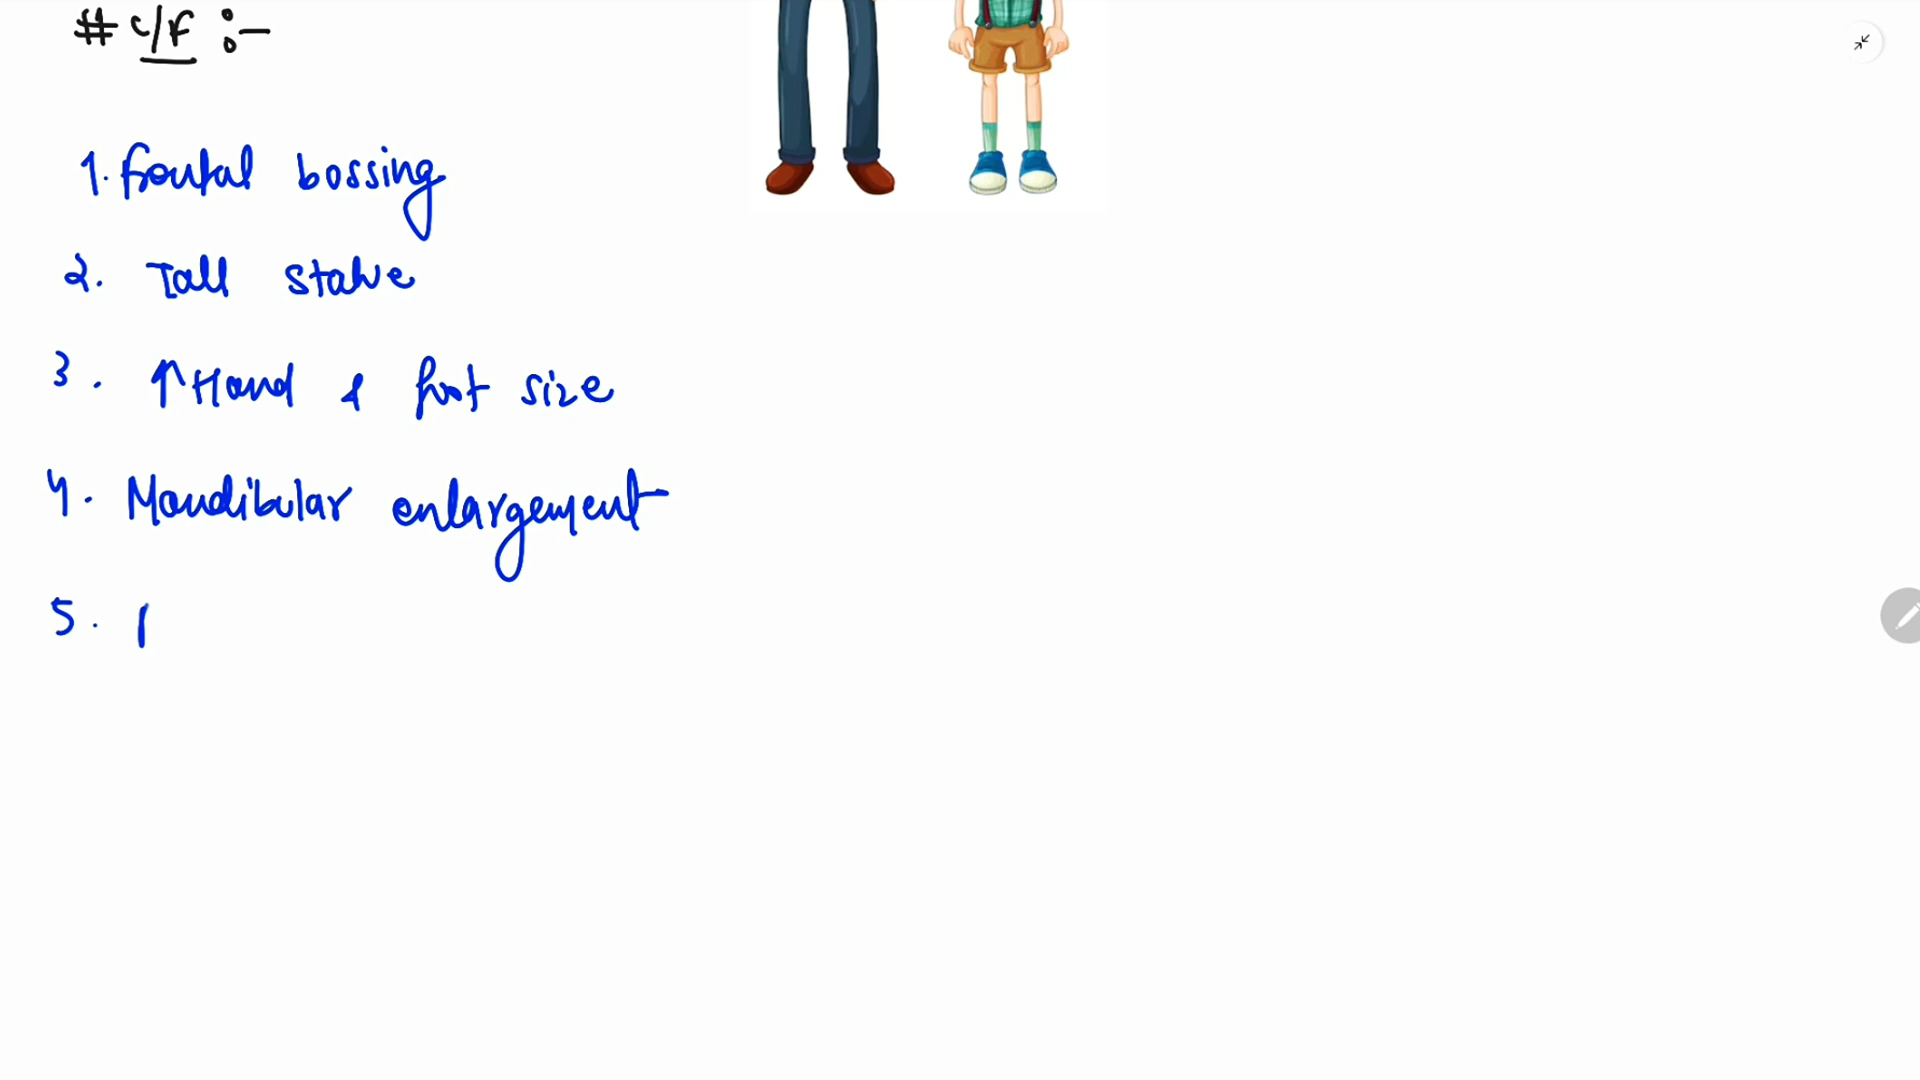 # C/F :-
1. frontal bossing
2. Tall stature
3. ↑ Hand & foot size
4. Mandibular enlargement
5.